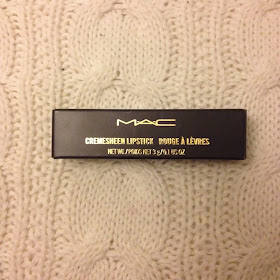 MAC
CREMESHEEN LIPSTICK ROUGE À LÈVRES
NET WT./POIDS NET 3 g/0.1 US OZ